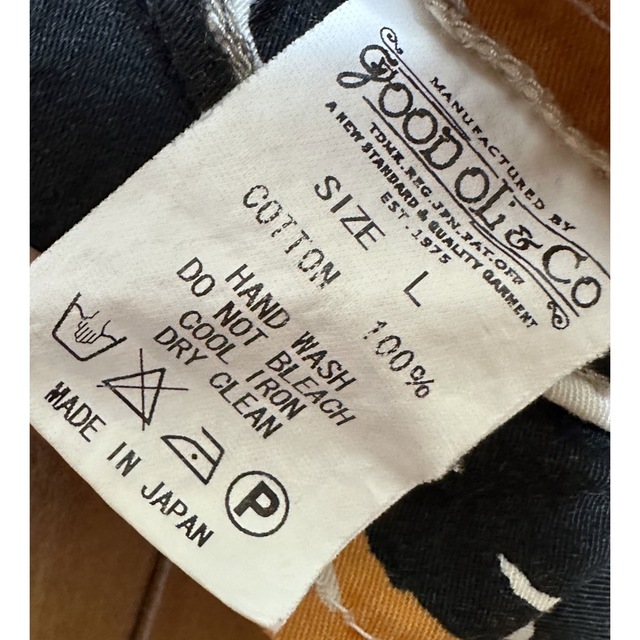 MANUFACTURED BY
GOOD OL' & CO
TDMK.REG.JPN.PAT.OFD
A NEW STANDARD & QUALITY GARMENT
EST. 1975
SIZE L
COTTON 100%
HAND WASH
DO NOT BLEACH
COOL IRON
DRY CLEAN
P
MADE IN JAPAN